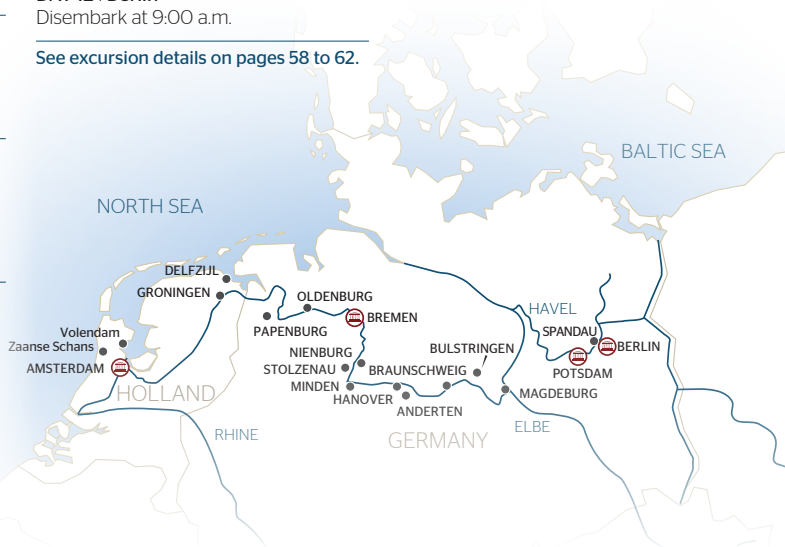 Disembark at 9:00 a.m.
See excursion details on pages 58 to 62.
BALTIC SEA
NORTH SEA
DELFZIJL
GRONINGEN
OLDENBURG
HAVEL
BREMEN
PAPENBURG
Volendam
SPANDAU
Zaanse Schans
BERLIN
NIENBURG
BULSTRINGEN
STOLZENAU
BRAUNSCHWEIG
AMSTERDAM
POTSDAM
MINDEN
HOLLAND
HANOVER
MAGDEBURG
ANDERTEN
ELBE
RHINE
GERMANY